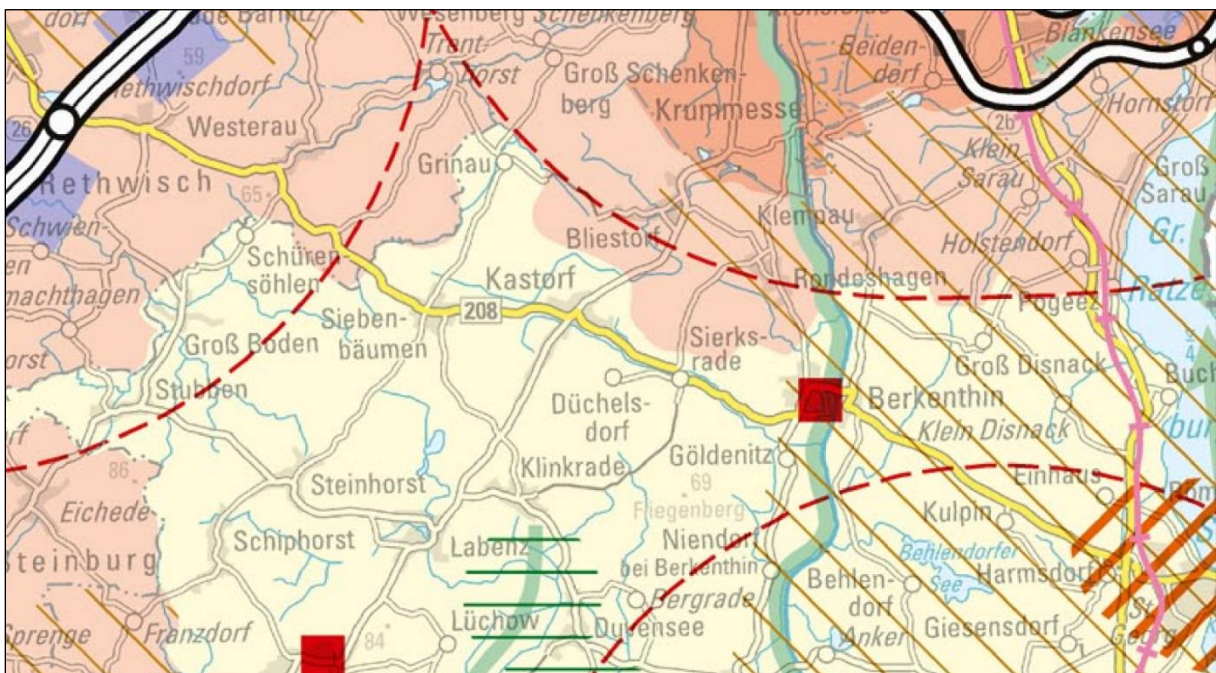 Wesenberg
Schenkenberg
Blankensee
59
Trent-
horst
Beiden-
dorf
Groß Schenken-
berg
Krummesse
Hornstorf
26
Westerau
2b
Klein
Sarau
Grinau
Groß
Sarau
Rethwisch
65
Schwien-
Klempau
Bliestorf
Holstendorf
Gr.
Schüren-
söhlen
Kastorf
Rondeshagen
Pogeez
machthagen
208
Sieben-
bäumen
Sierks-
rade
Groß Boden
Groß Disnack
Stubben
Düchels-
dorf
Berkenthin
Klein Disnack
86
Klinkrade
Göldenitz
Steinhorst
69
Fliegenberg
Einhaus
Eichede
Kulpin
Schiphorst
Labenz
Niendorf
bei Berkenthin
Behlendorfer
See
Steinburg
Harmsdorf
Bergrade
Behlen-
dorf
Lüchow
Duvensee
Sprenge
Franzdorf
84
Anker
Giesensdorf
St.
Georg